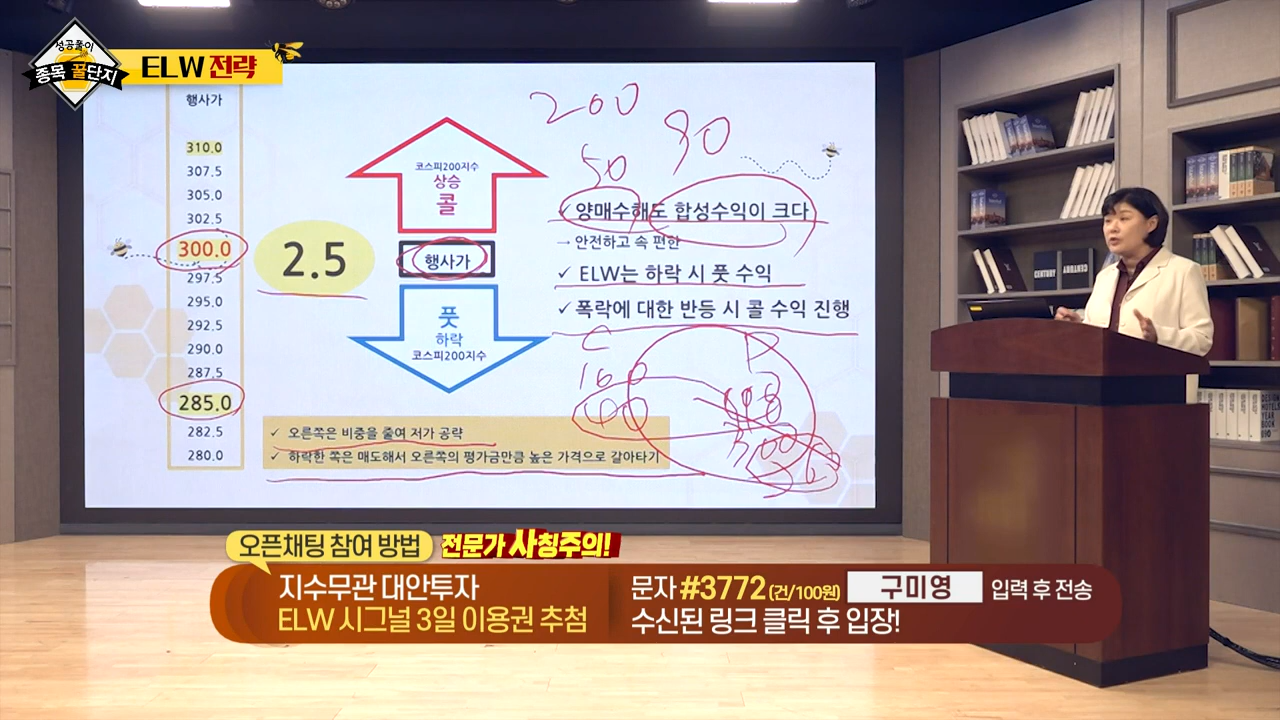 성공풀이
종목 꿀단지
ELW 전략
행사가
310.0
307.5
305.0
302.5
300.0
297.5
295.0
292.5
290.0
287.5
285.0
282.5
280.0
2.5
코스피200지수
상승
콜
행사가
풋
하락
코스피200지수
200
90
50
✓ 양매수해도 합성수익이 크다
→ 안전하고 속 편한
✓ ELW는 하락 시 풋 수익
✓ 폭락에 대한 반등 시 콜 수익 진행
C
P
160
✓ 오른쪽은 비중을 줄여 저가 공략
✓ 하락한 쪽은 매도해서 오른쪽의 평가금만큼 높은 가격으로 갈아타기
오픈채팅 참여 방법
전문가 사칭주의!
지수무관 대안투자
ELW 시그널 3일 이용권 추첨
문자 #3772 (건/100원) 구미영 입력 후 전송
수신된 링크 클릭 후 입장!